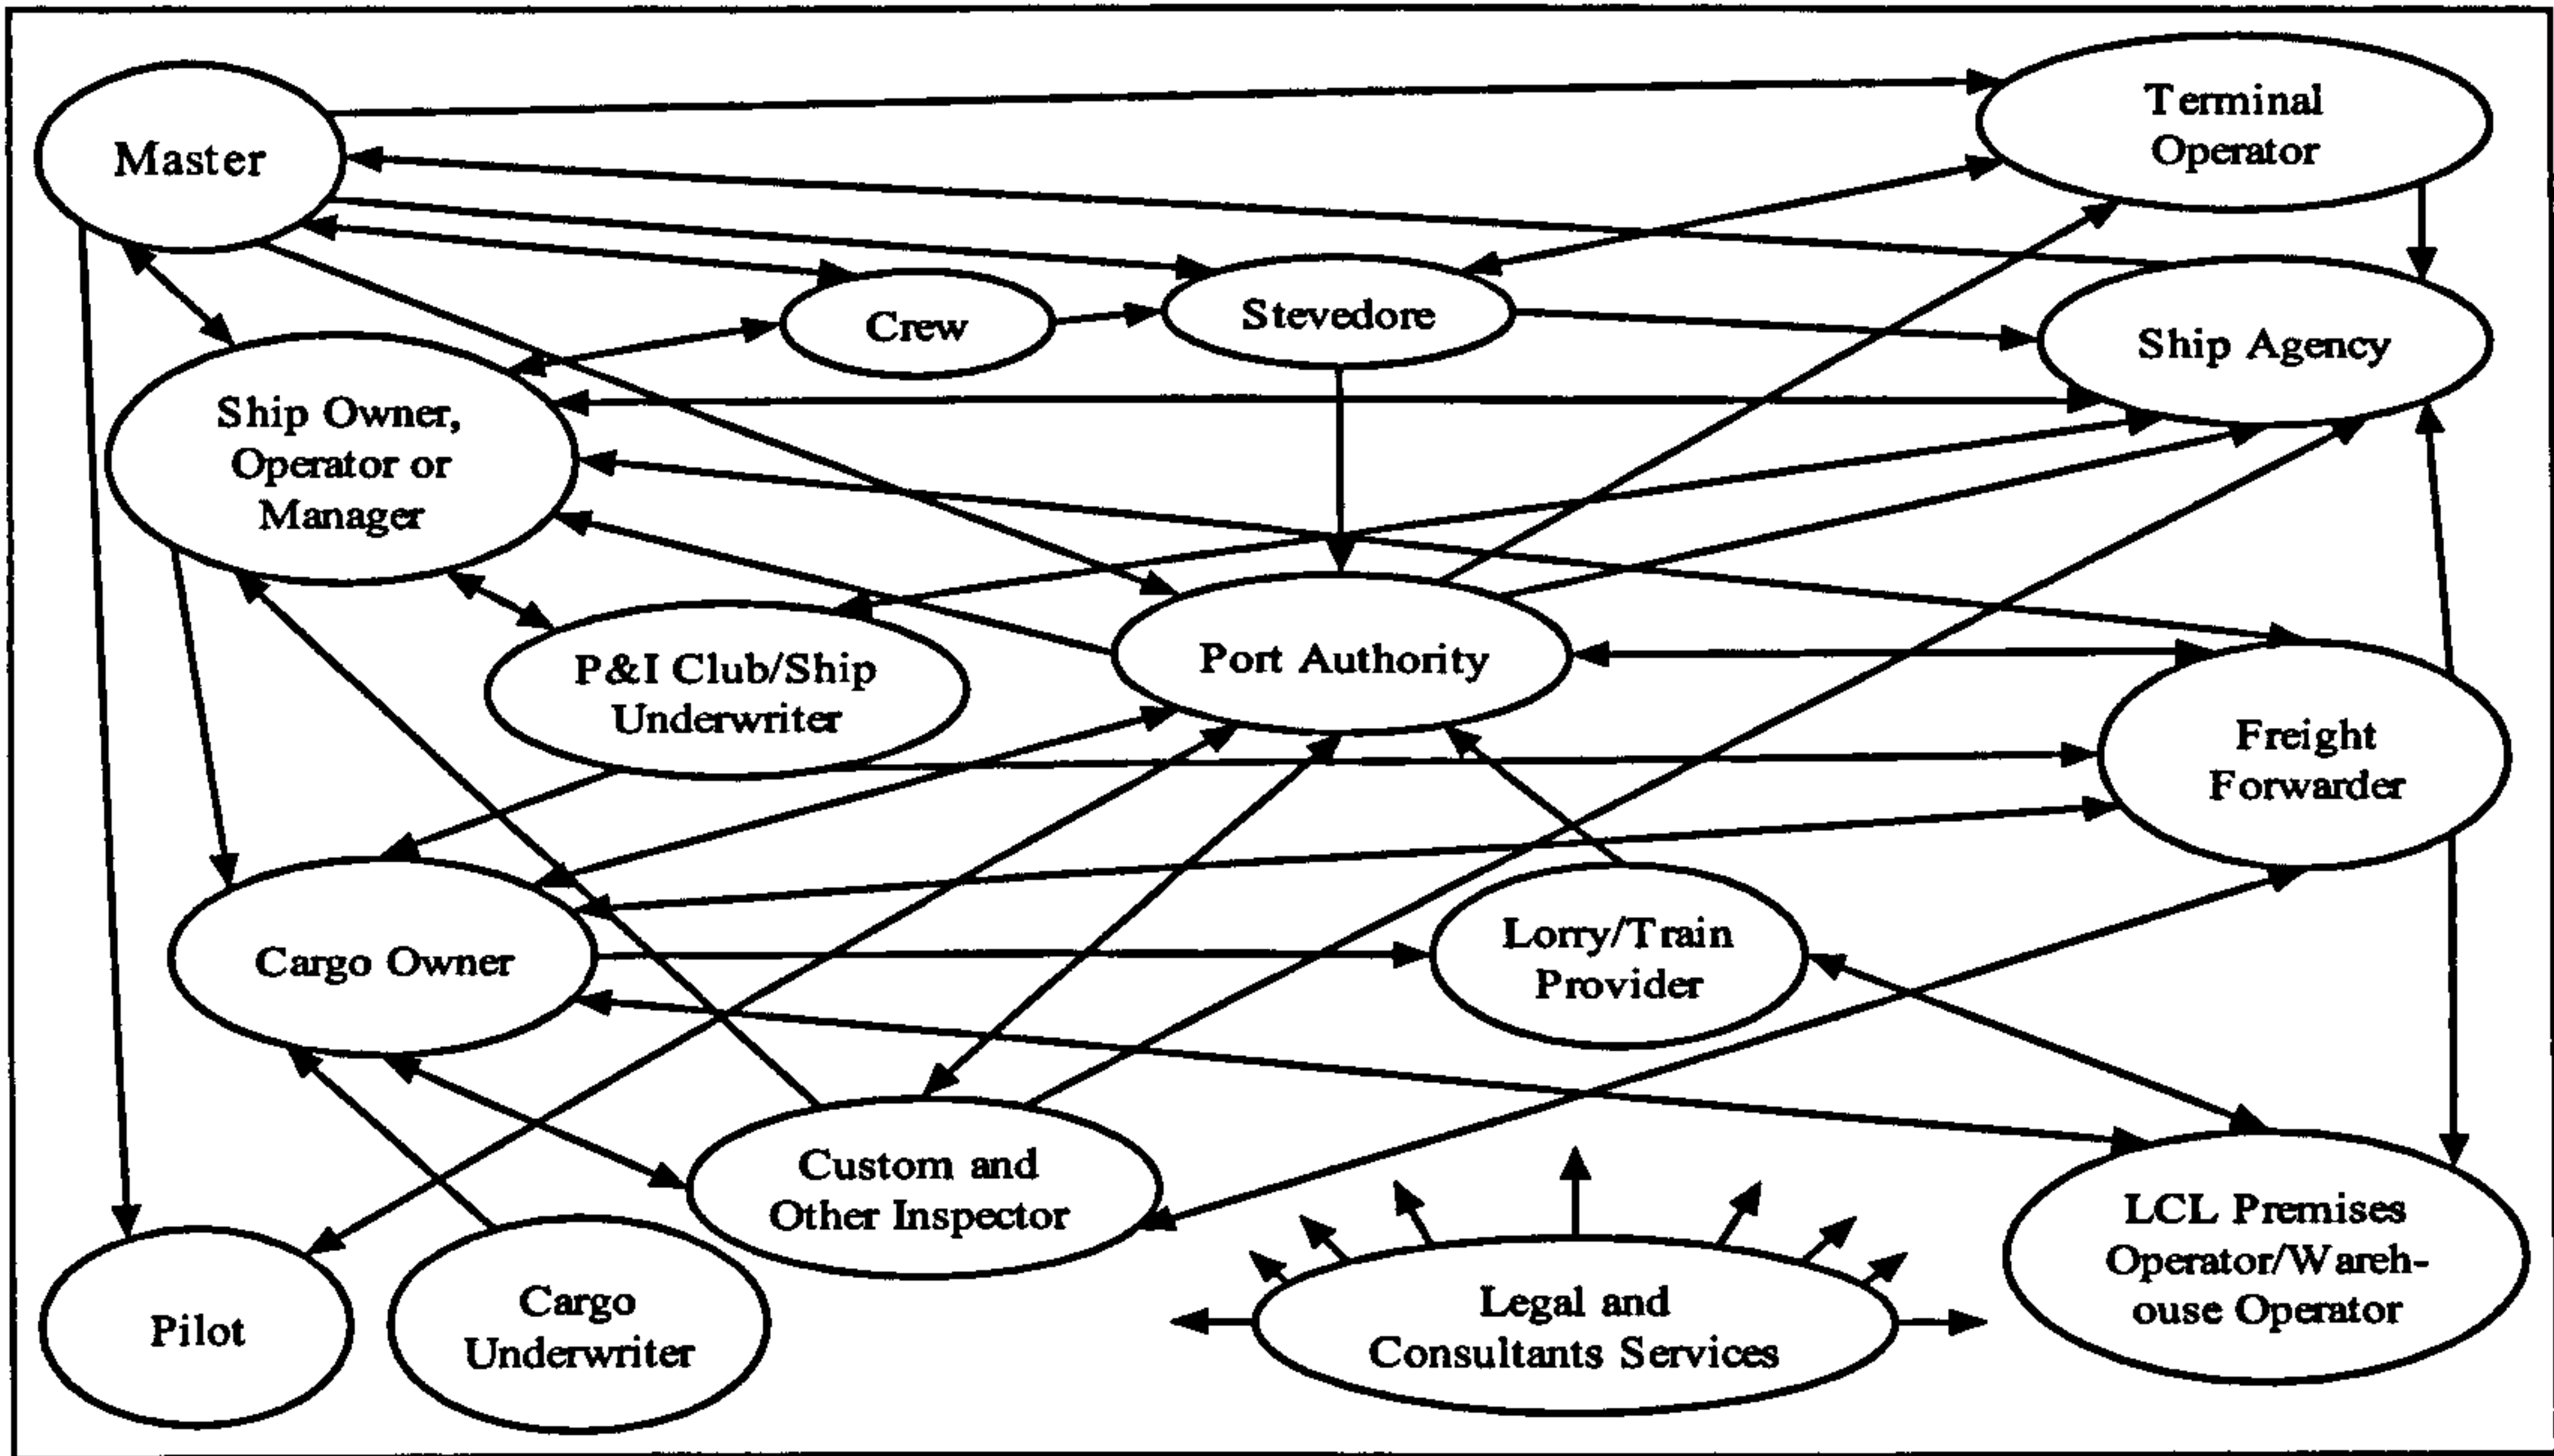 Master
Terminal
Operator
Crew
Stevedore
Ship Agency
Ship Owner,
Operator or
Manager
P&I Club/Ship
Underwriter
Port Authority
Freight
Forwarder
Cargo Owner
Lorry/Train
Provider
Custom and
Other Inspector
LCL Premises
Operator/Wareh-
ouse Operator
Pilot
Cargo
Underwriter
Legal and
Consultants Services